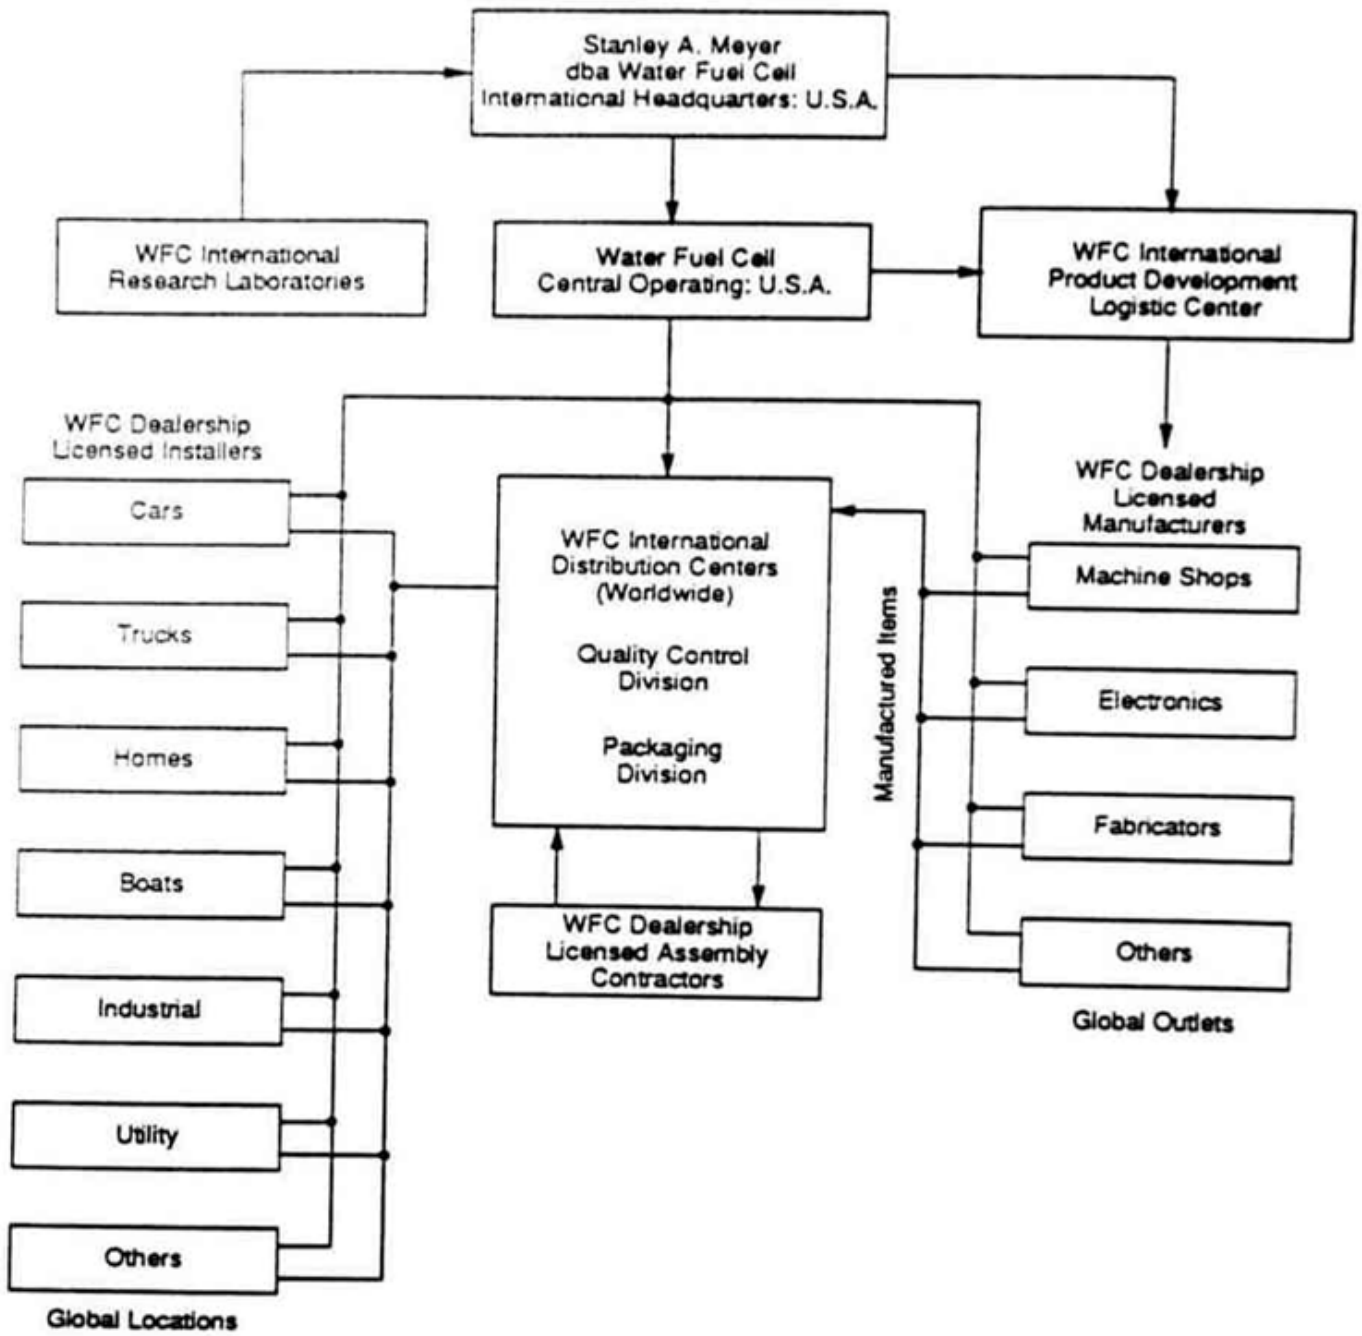 Stanley A. Meyer
dba Water Fuel Cell
International Headquarters: U.S.A.
WFC International
Research Laboratories
Water Fuel Cell
Central Operating: U.S.A.
WFC International
Product Development
Logistic Center
WFC Dealership
Licensed Installers
Cars
Trucks
Homes
Boats
Industrial
Utility
Others
Global Locations
WFC International
Distribution Centers
(Worldwide)
Quality Control
Division
Packaging
Division
WFC Dealership
Licensed Assembly
Contractors
Manufactured Items
WFC Dealership
Licensed
Manufacturers
Machine Shops
Electronics
Fabricators
Others
Global Outlets